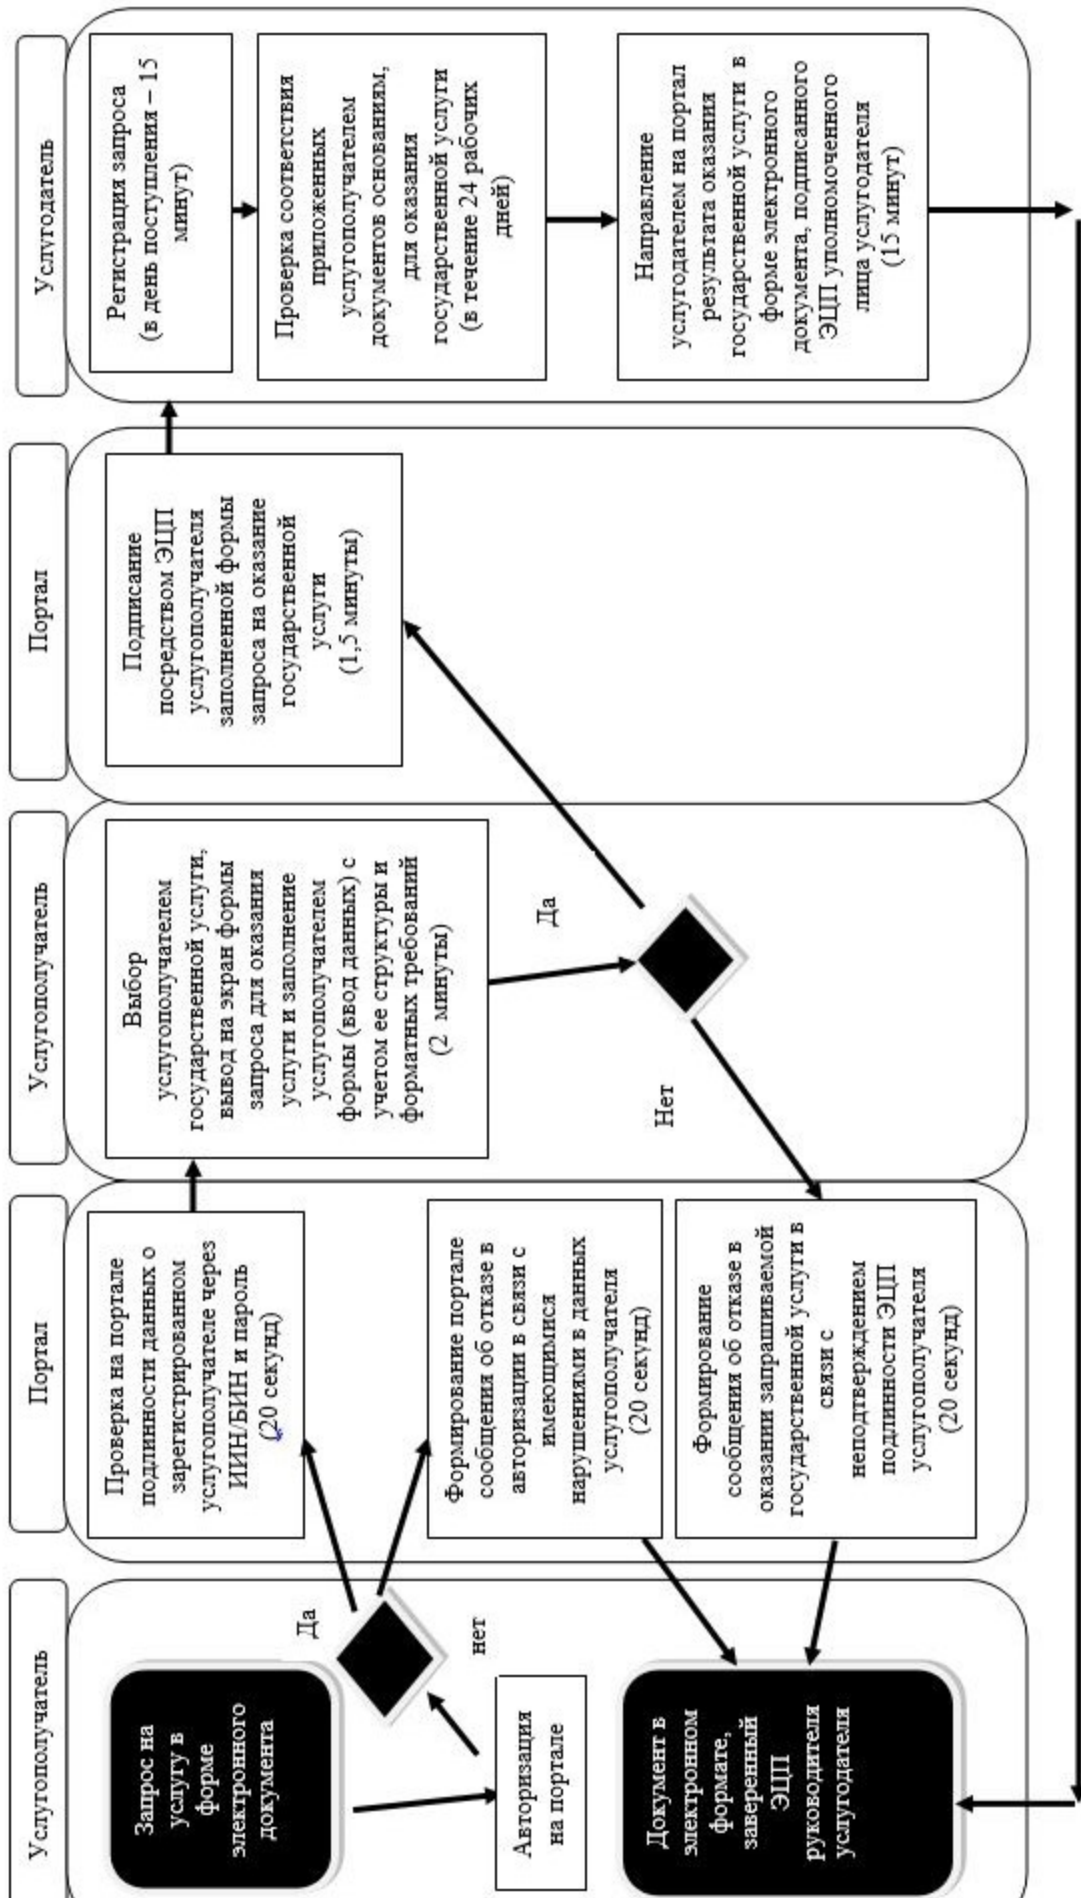 Услугополучатель
Запрос на
услугу в
форме
электронного
документа
Да
нет
Авторизация
на портале
Документ в
электронном
формате,
заверенный
ЭЦП
руководителя
услугодателя
Портал
Проверка на портале
подлинности данных о
зарегистрированном
услугополучателе через
ИИН/БИН и пароль
(20 секунд)
Формирование портале
сообщения об отказе в
авторизации в связи с
имеющимися
нарушениями в данных
услугополучателя
(20 секунд)
Формирование
сообщения об отказе в
оказании запрашиваемой
государственной услуги в
связи с
неподтверждением
подлинности ЭЦП
услугополучателя
(20 секунд)
Услугополучатель
Выбор
услугополучателем
государственной услуги,
вывод на экран формы
запроса для оказания
услуги и заполнение
услугополучателем
формы (ввод данных) с
учетом ее структуры и
форматных требований
(2 минуты)
Да
Нет
Портал
Подписание
посредством ЭЦП
услугополучателя
заполненной формы
запроса на оказание
государственной
услуги
(1,5 минуты)
Услугодатель
Регистрация запроса
(в день поступления – 15
минут)
Проверка соответствия
приложенных
услугополучателем
документов основаниям,
для оказания
государственной услуги
(в течение 24 рабочих
дней)
Направление
услугодателем на портал
результата оказания
государственной услуги в
форме электронного
документа, подписанного
ЭЦП уполномоченного
лица услугодателя
(15 минут)